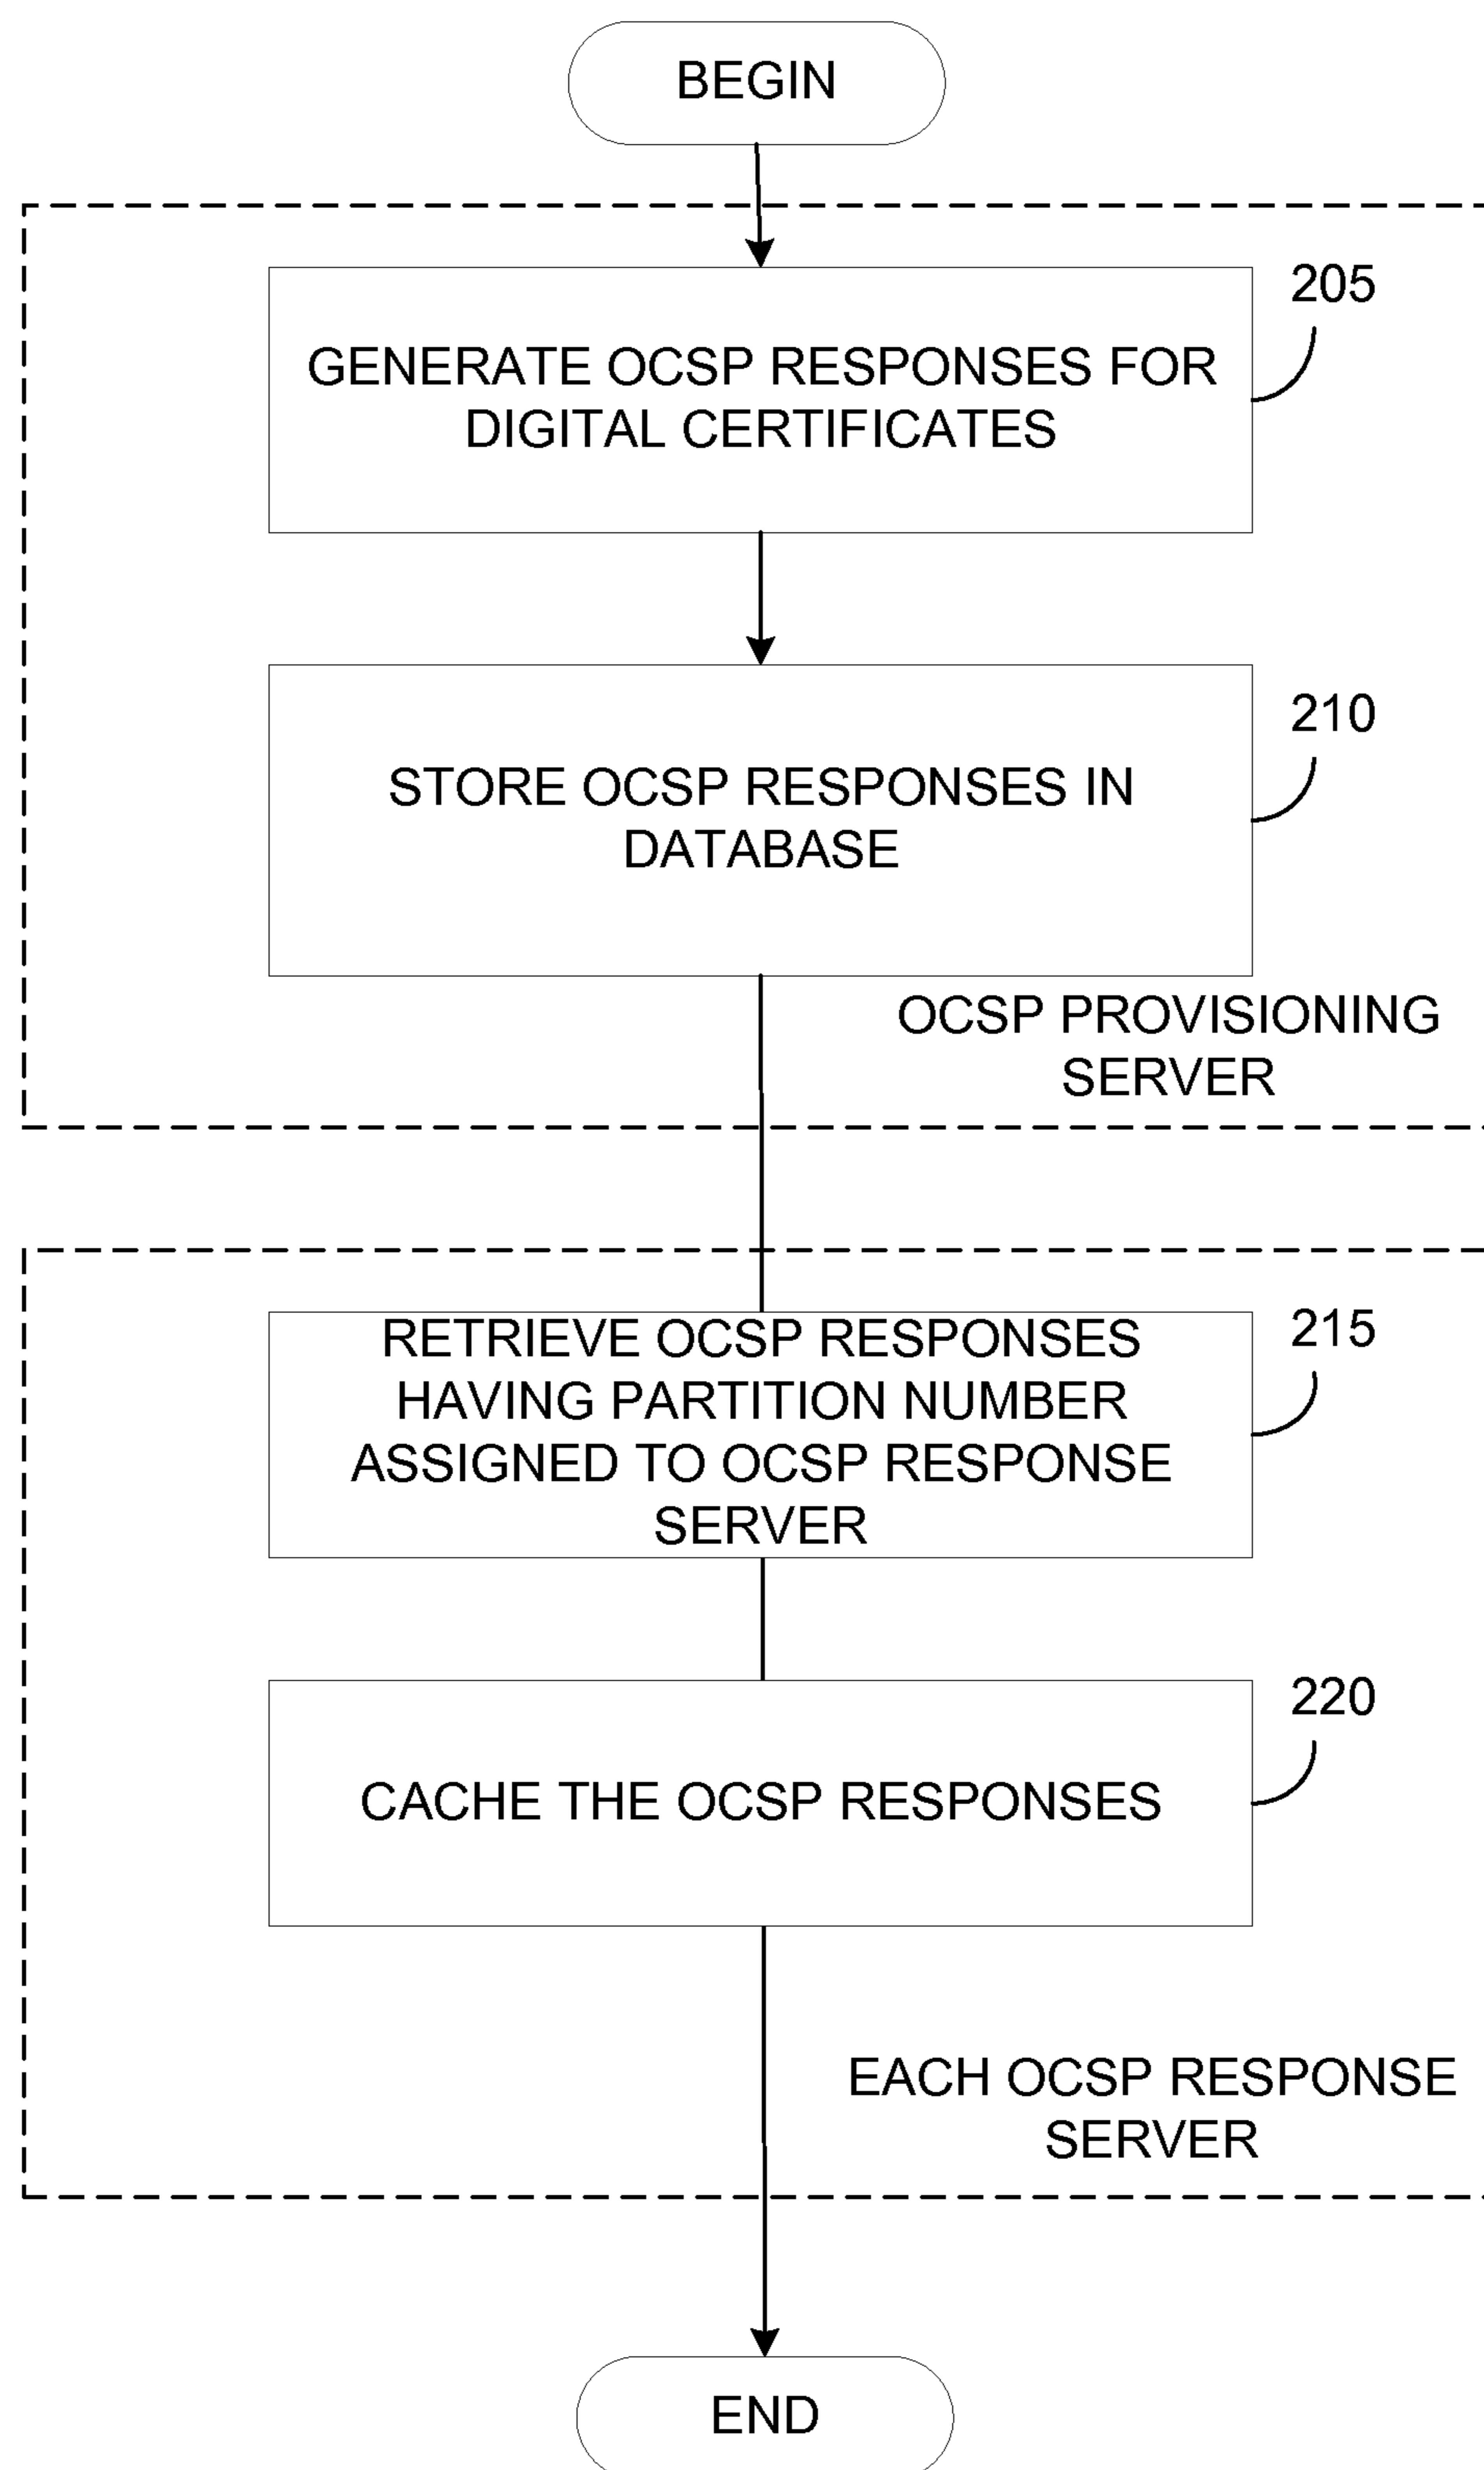 BEGIN
205
GENERATE OCSP RESPONSES FOR
DIGITAL CERTIFICATES
210
STORE OCSP RESPONSES IN
DATABASE
OCSP PROVISIONING
SERVER
215
RETRIEVE OCSP RESPONSES
HAVING PARTITION NUMBER
ASSIGNED TO OCSP RESPONSE
SERVER
220
CACHE THE OCSP RESPONSES
EACH OCSP RESPONSE
SERVER
END